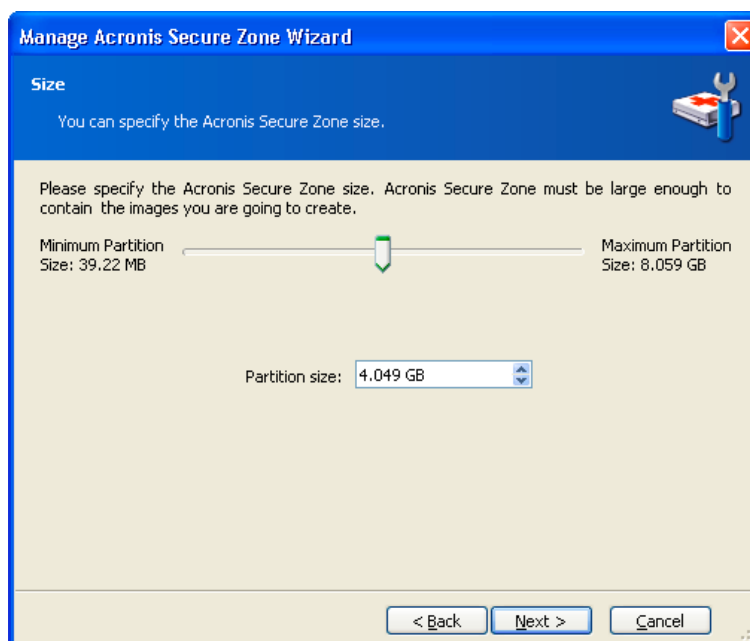 Manage Acronis Secure Zone Wizard
Size
You can specify the Acronis Secure Zone size.
Please specify the Acronis Secure Zone size. Acronis Secure Zone must be large enough to
contain the images you are going to create.
Minimum Partition
Size: 39.22 MB
Maximum Partition
Size: 8.059 GB
Partition size: 4.049 GB
< Back Next > Cancel